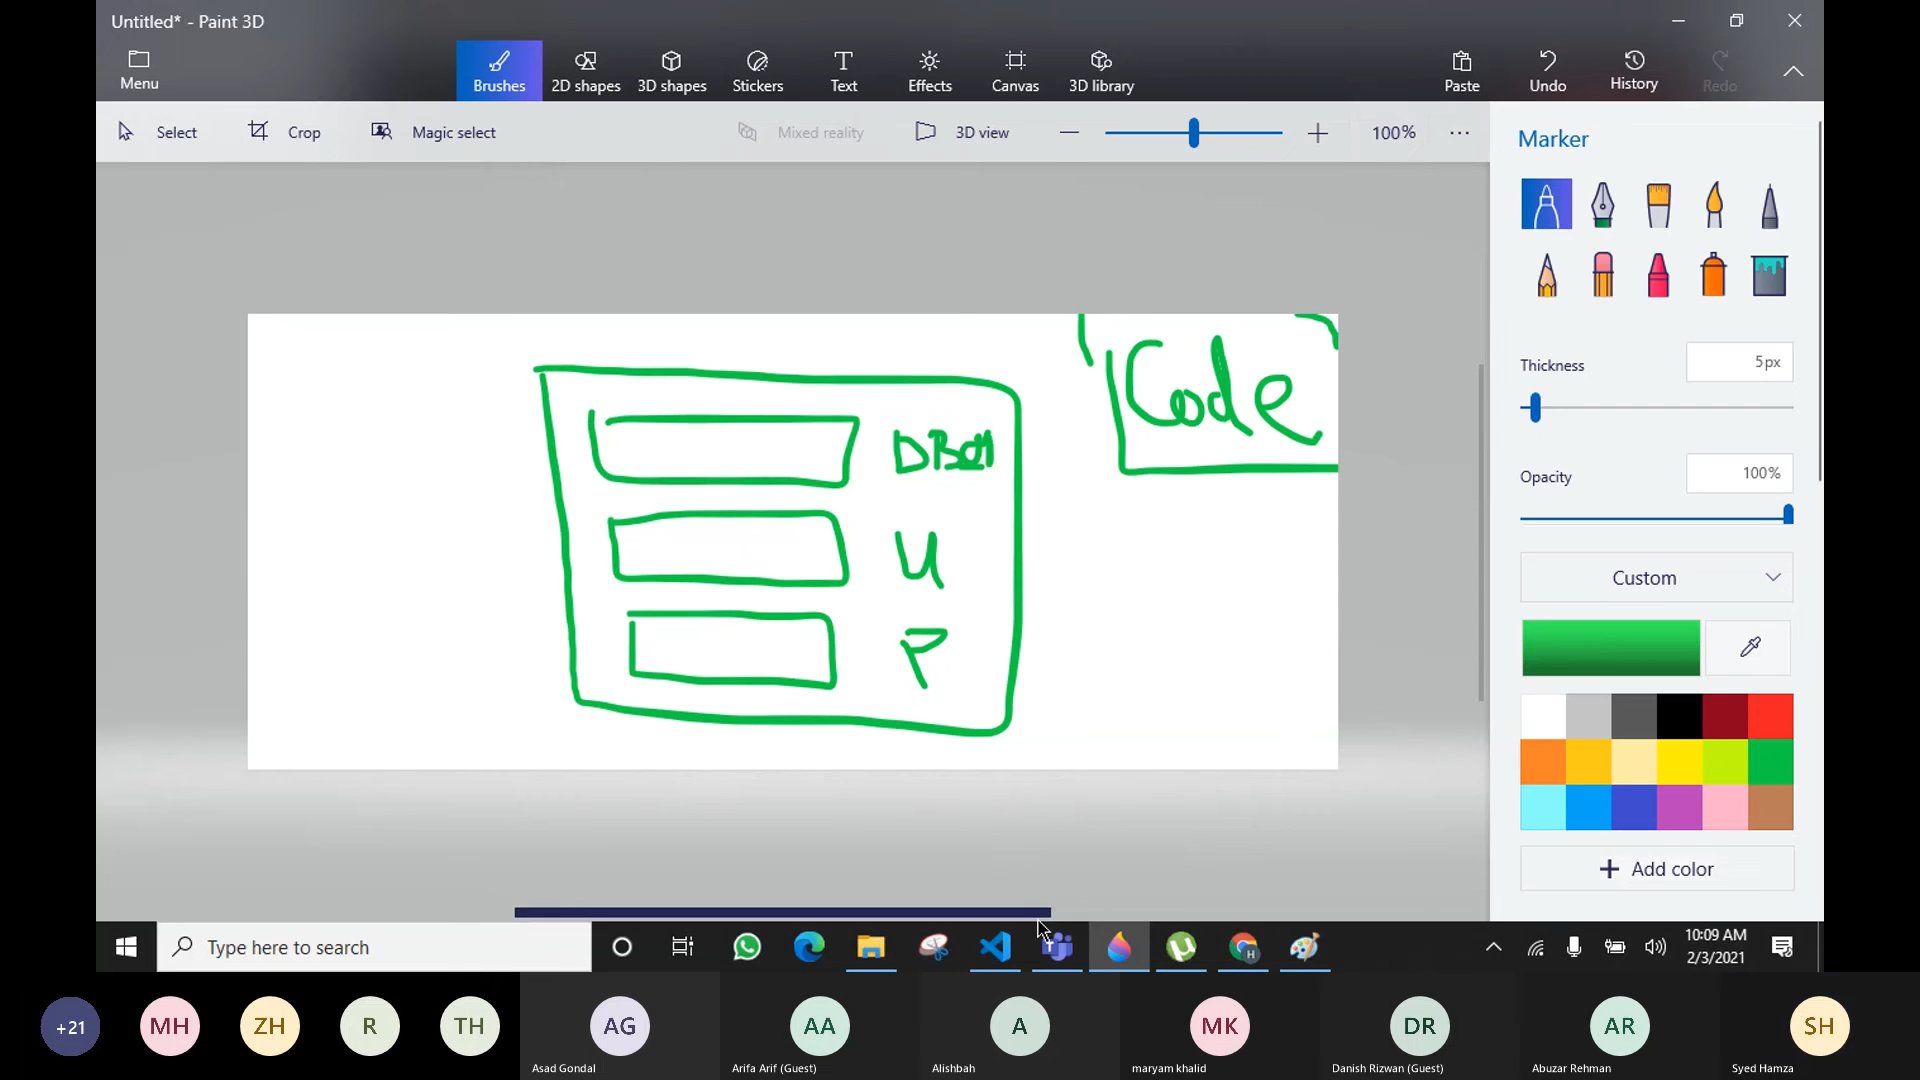 Untitled* - Paint 3D
Menu
Brushes
2D shapes
3D shapes
Stickers
Text
Effects
Canvas
3D library
Paste
Undo
History
Redo
Select
Crop
Magic select
Mixed reality
3D view
100%
Marker
Thickness
5px
Opacity
100%
Custom
Add color
Code
U
P
Type here to search
10:09 AM
2/3/2021
+21
MH
ZH
R
TH
AG
AA
A
MK
DR
AR
SH
Asad Gondal
Arifa Arif (Guest)
Alishbah
maryam khalid
Danish Rizwan (Guest)
Abuzar Rehman
Syed Hamza